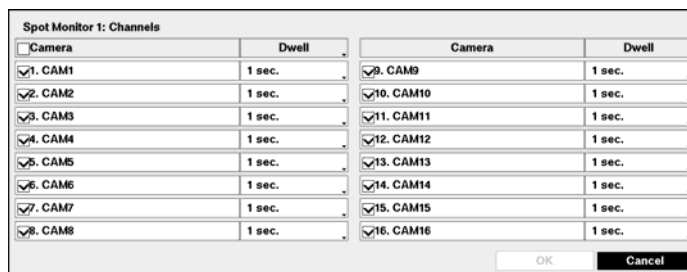 Spot Monitor 1: Channels
Camera Dwell Camera Dwell
1. CAM1 1 sec. 9. CAM9 1 sec.
2. CAM2 1 sec. 10. CAM10 1 sec.
3. CAM3 1 sec. 11. CAM11 1 sec.
4. CAM4 1 sec. 12. CAM12 1 sec.
5. CAM5 1 sec. 13. CAM13 1 sec.
6. CAM6 1 sec. 14. CAM14 1 sec.
7. CAM7 1 sec. 15. CAM15 1 sec.
8. CAM8 1 sec. 16. CAM16 1 sec.
OK Cancel